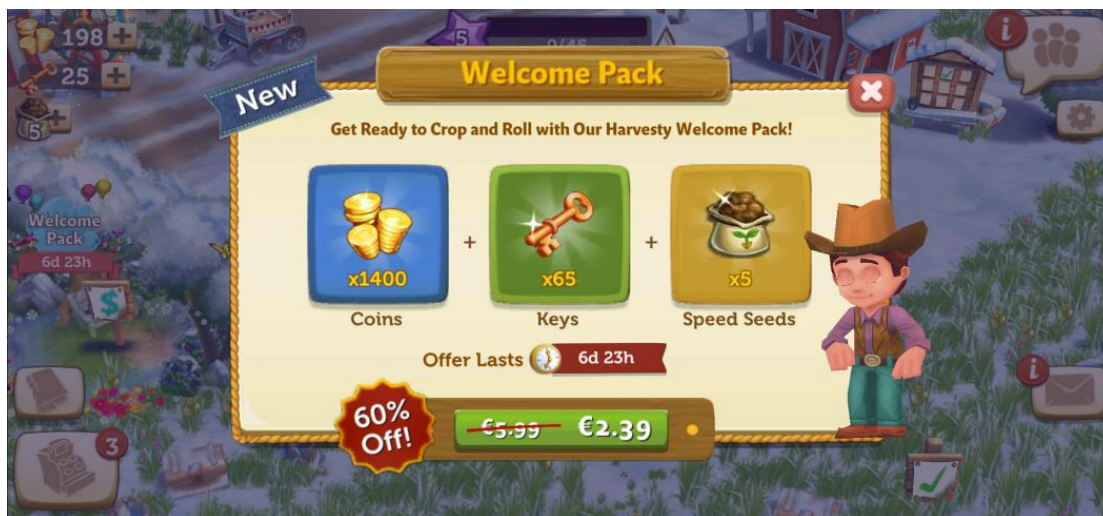 198
25
5
5
0/45
Welcome Pack
New
Get Ready to Crop and Roll with Our Harvesty Welcome Pack!
x1400
+
x65
+
x5
Coins
Keys
Speed Seeds
Offer Lasts
6d 23h
60%
Off!
€5.99 €2.39
Welcome
Pack
6d 23h
$
3
i
i